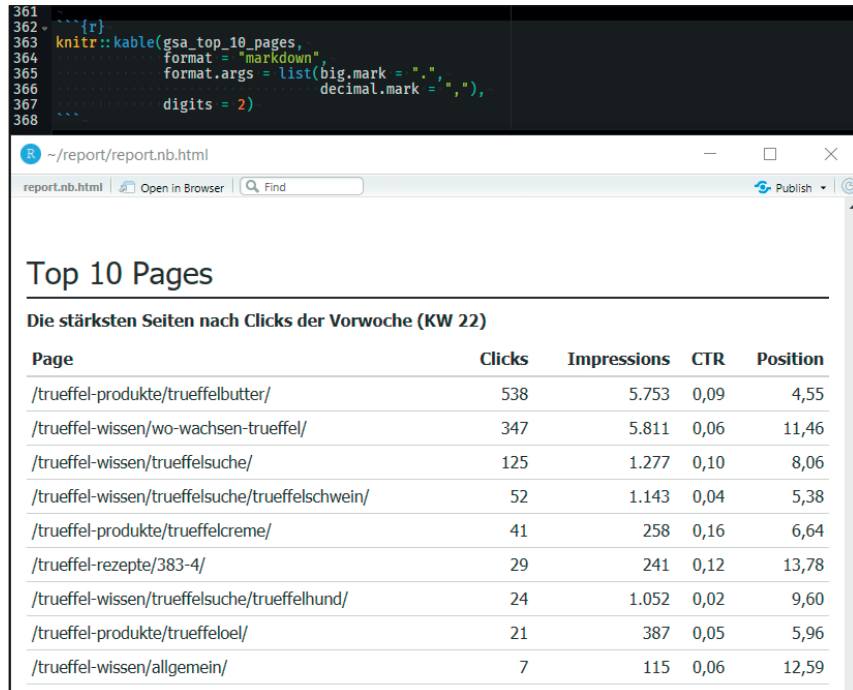 361
362 ```{r}
363 knitr::kable(gsa_top_10_pages,
364 format = "markdown",
365 format.args = list(big.mark = ".",
366 decimal.mark = ","),
367 digits = 2)
368 ```
R ~/report/report.nb.html
report.nb.html Open in Browser Find Publish
Top 10 Pages
Die stärksten Seiten nach Clicks der Vorwoche (KW 22)
Page Clicks Impressions CTR Position
/trueffel-produkte/trueffelbutter/ 538 5.753 0,09 4,55
/trueffel-wissen/wo-wachsen-trueffel/ 347 5.811 0,06 11,46
/trueffel-wissen/trueffelsuche/ 125 1.277 0,10 8,06
/trueffel-wissen/trueffelsuche/trueffelschwein/ 52 1.143 0,04 5,38
/trueffel-produkte/trueffelcreme/ 41 258 0,16 6,64
/trueffel-rezepte/383-4/ 29 241 0,12 13,78
/trueffel-wissen/trueffelsuche/trueffelhund/ 24 1.052 0,02 9,60
/trueffel-produkte/trueffeloel/ 21 387 0,05 5,96
/trueffel-wissen/allgemein/ 7 115 0,06 12,59